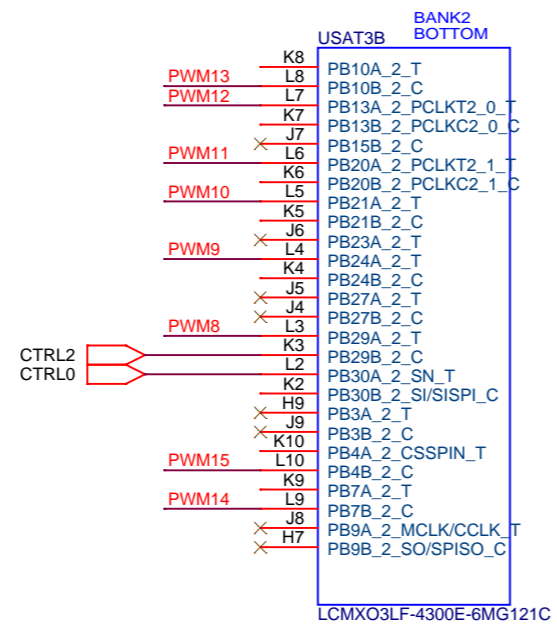 BANK2
USAT3B BOTTOM
K8 PB10A_2_T
PWM13 L8 PB10B_2_C
PWM12 L7 PB13A_2_PCLKT2_0_T
K7 PB13B_2_PCLKC2_0_C
J7 PB15B_2_C
PWM11 L6 PB20A_2_PCLKT2_1_T
K6 PB20B_2_PCLKC2_1_C
PWM10 L5 PB21A_2_T
K5 PB21B_2_C
J6 PB23A_2_T
PWM9 L4 PB24A_2_T
K4 PB24B_2_C
J5 PB27A_2_T
J4 PB27B_2_C
PWM8 L3 PB29A_2_T
CTRL2 K3 PB29B_2_C
CTRL0 L2 PB30A_2_SN_T
K2 PB30B_2_SI/SISPI_C
H9 PB3A_2_T
J9 PB3B_2_C
K10 PB4A_2_CSSPIN_T
PWM15 L10 PB4B_2_C
K9 PB7A_2_T
PWM14 L9 PB7B_2_C
J8 PB9A_2_MCLK/CCLK_T
H7 PB9B_2_SO/SPISO_C
LCMXO3LF-4300E-6MG121C